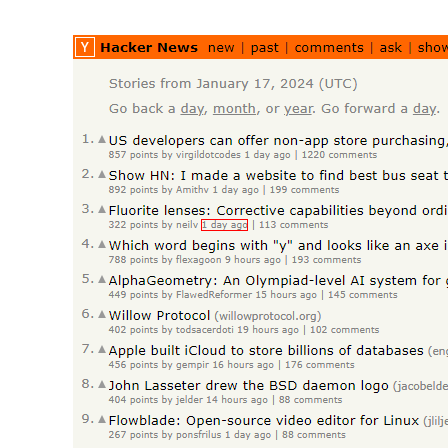 Y Hacker News new | past | comments | ask | show
Stories from January 17, 2024 (UTC)
Go back a day, month, or year. Go forward a day.
1. US developers can offer non-app store purchasing,
857 points by virgildotcodes 1 day ago | 1220 comments
2. Show HN: I made a website to find best bus seat t
892 points by Amithv 1 day ago | 199 comments
3. Fluorite lenses: Corrective capabilities beyond ordi
322 points by neilv 1 day ago | 113 comments
4. Which word begins with "y" and looks like an axe i
788 points by flexagoon 9 hours ago | 193 comments
5. AlphaGeometry: An Olympiad-level AI system for g
449 points by FlawedReformer 15 hours ago | 145 comments
6. Willow Protocol (willowprotocol.org)
402 points by todsacerdoti 19 hours ago | 102 comments
7. Apple built iCloud to store billions of databases (eng
456 points by gempir 16 hours ago | 176 comments
8. John Lasseter drew the BSD daemon logo (jacobelde
404 points by jelder 14 hours ago | 88 comments
9. Flowblade: Open-source video editor for Linux (jlilje
267 points by ponsfrilus 1 day ago | 88 comments